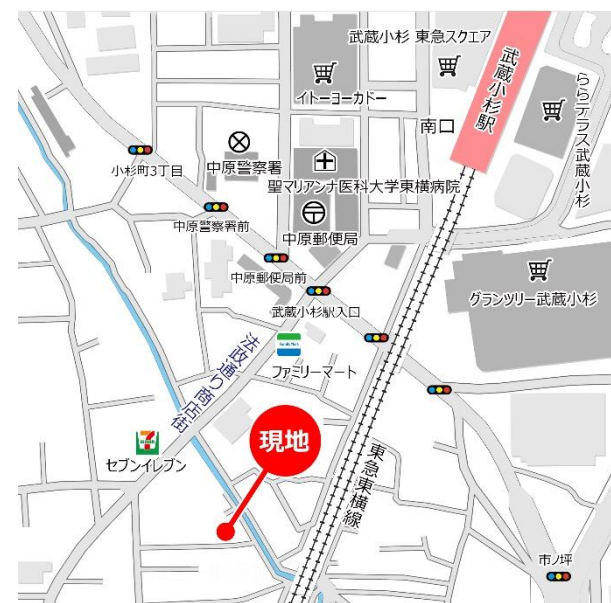 武蔵小杉 東急スクエア
武蔵小杉駅
ららテラス武蔵小杉
イトーヨーカドー
南口
小杉町3丁目
中原警察署
聖マリアンナ医科大学東横病院
中原警察署前
中原郵便局
中原郵便局前
グランツリー武蔵小杉
武蔵小杉駅入口
法政通り商店街
FamilyMart
ファミリーマート
現地
7
セブンイレブン
東急東横線
市ノ坪